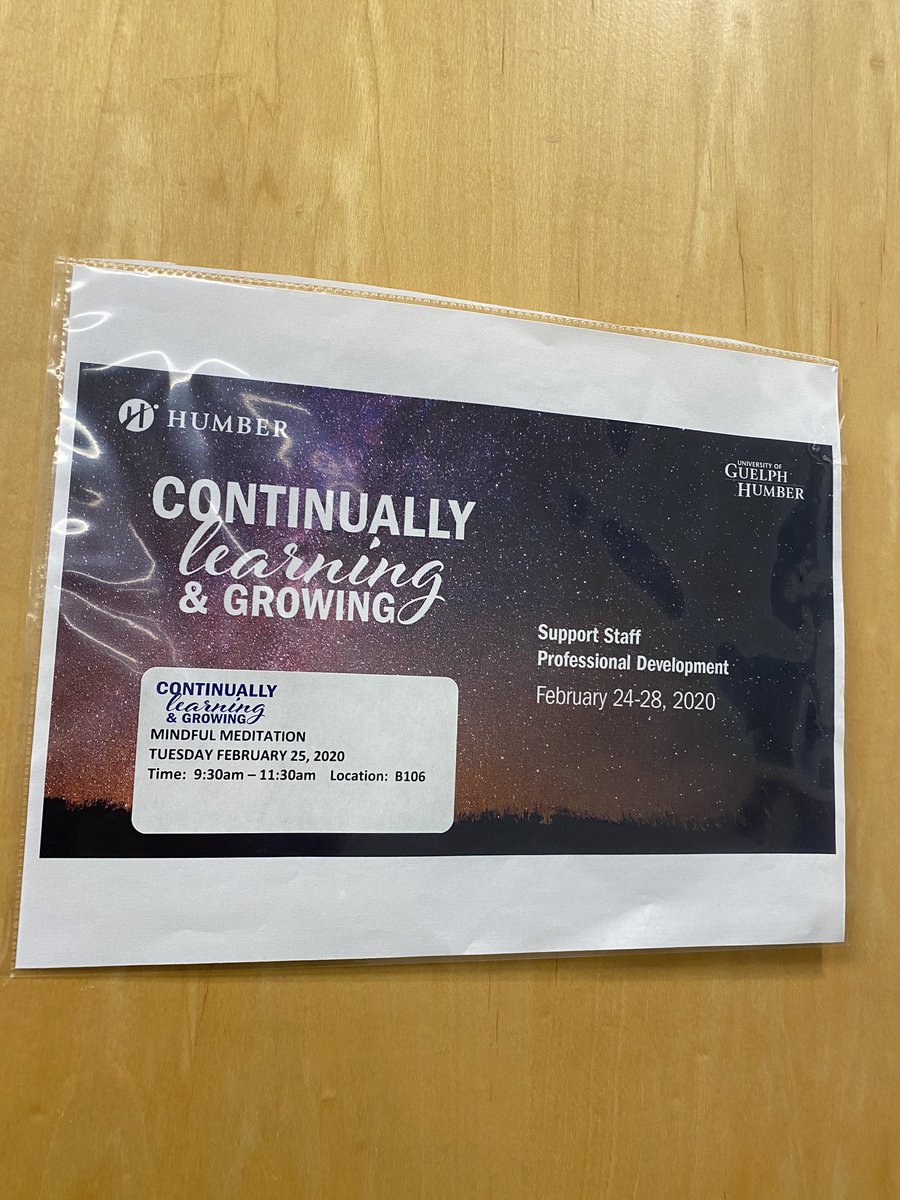 HUMBER
CONTINUALLY
learning
& GROWING
UNIVERSITY OF
GUELPH
HUMBER
Support Staff
Professional Development
February 24-28, 2020
CONTINUALLY
learning
& GROWING
MINDFUL MEDITATION
TUESDAY FEBRUARY 25, 2020
Time: 9:30am – 11:30am Location: B106